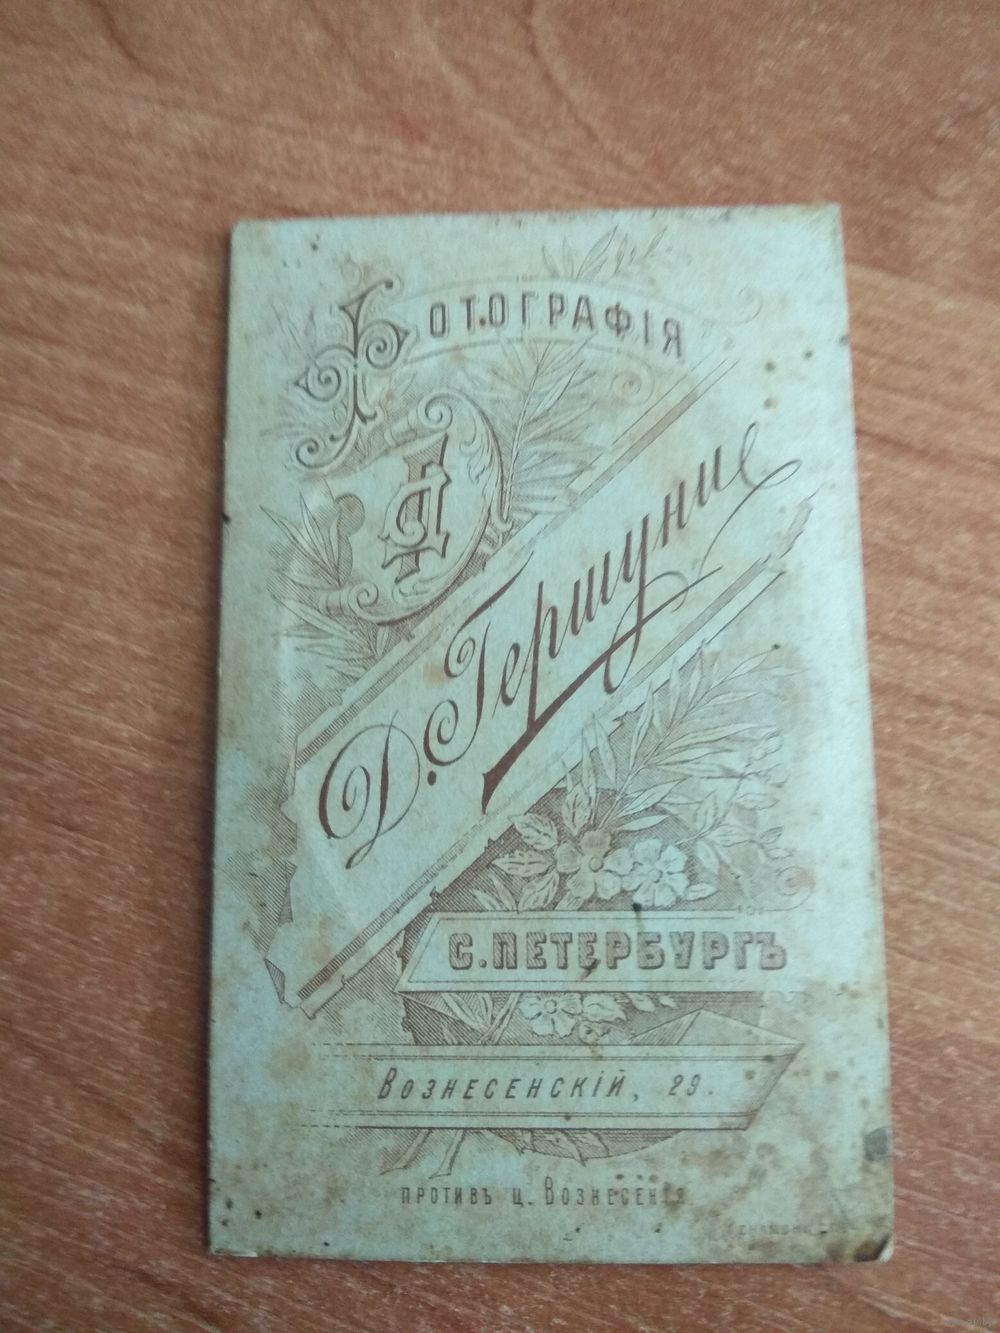 Фотографія
Д. Гершуни
С. Петербургъ
Вознесенскій, 29.
противъ ц. Вознесенія